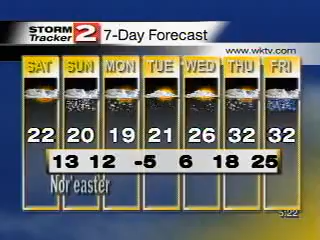 STORM
Tracker 2 7-Day Forecast
www.wktv.com
SAT SUN MON TUE WED THU FRI
22 20 19 21 26 32 32
13 12 -5 6 18 25
Nor'easter
5:22